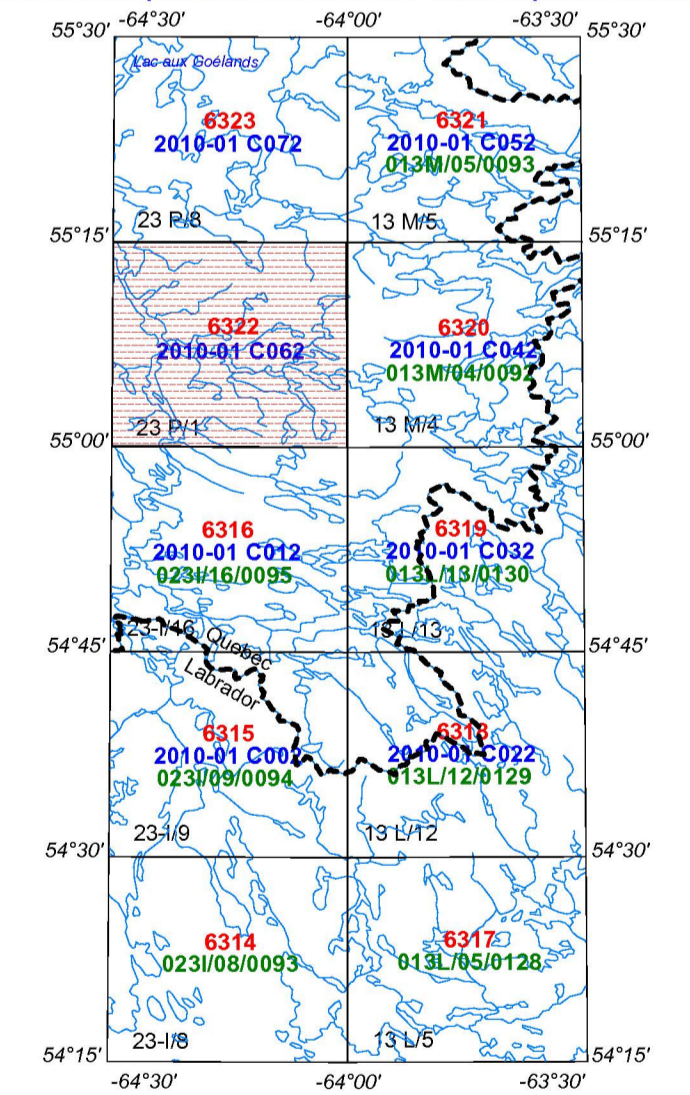 -64°30' -64°00' -63°30'
55°30' 55°30'
Lac aux Goélands
6323
2010-01 C072
23 P/8
6321
2010-01 C052
013M/05/0093
13 M/5
55°15' 55°15'
6322
2010-01 C062
23 P/1
6320
2010-01 C042
013M/04/0092
13 M/4
55°00' 55°00'
6316
2010-01 C012
023I/16/0095
23-I/16
Quebec
6319
2010-01 C032
013L/13/0130
13 L/13
54°45' 54°45'
Labrador
6315
2010-01 C002
023I/09/0094
23-I/9
6318
2010-01 C022
013L/12/0129
13 L/12
54°30' 54°30'
6314
023I/08/0093
23-I/8
6317
013L/05/0128
13 L/5
54°15' 54°15'
-64°30' -64°00' -63°30'